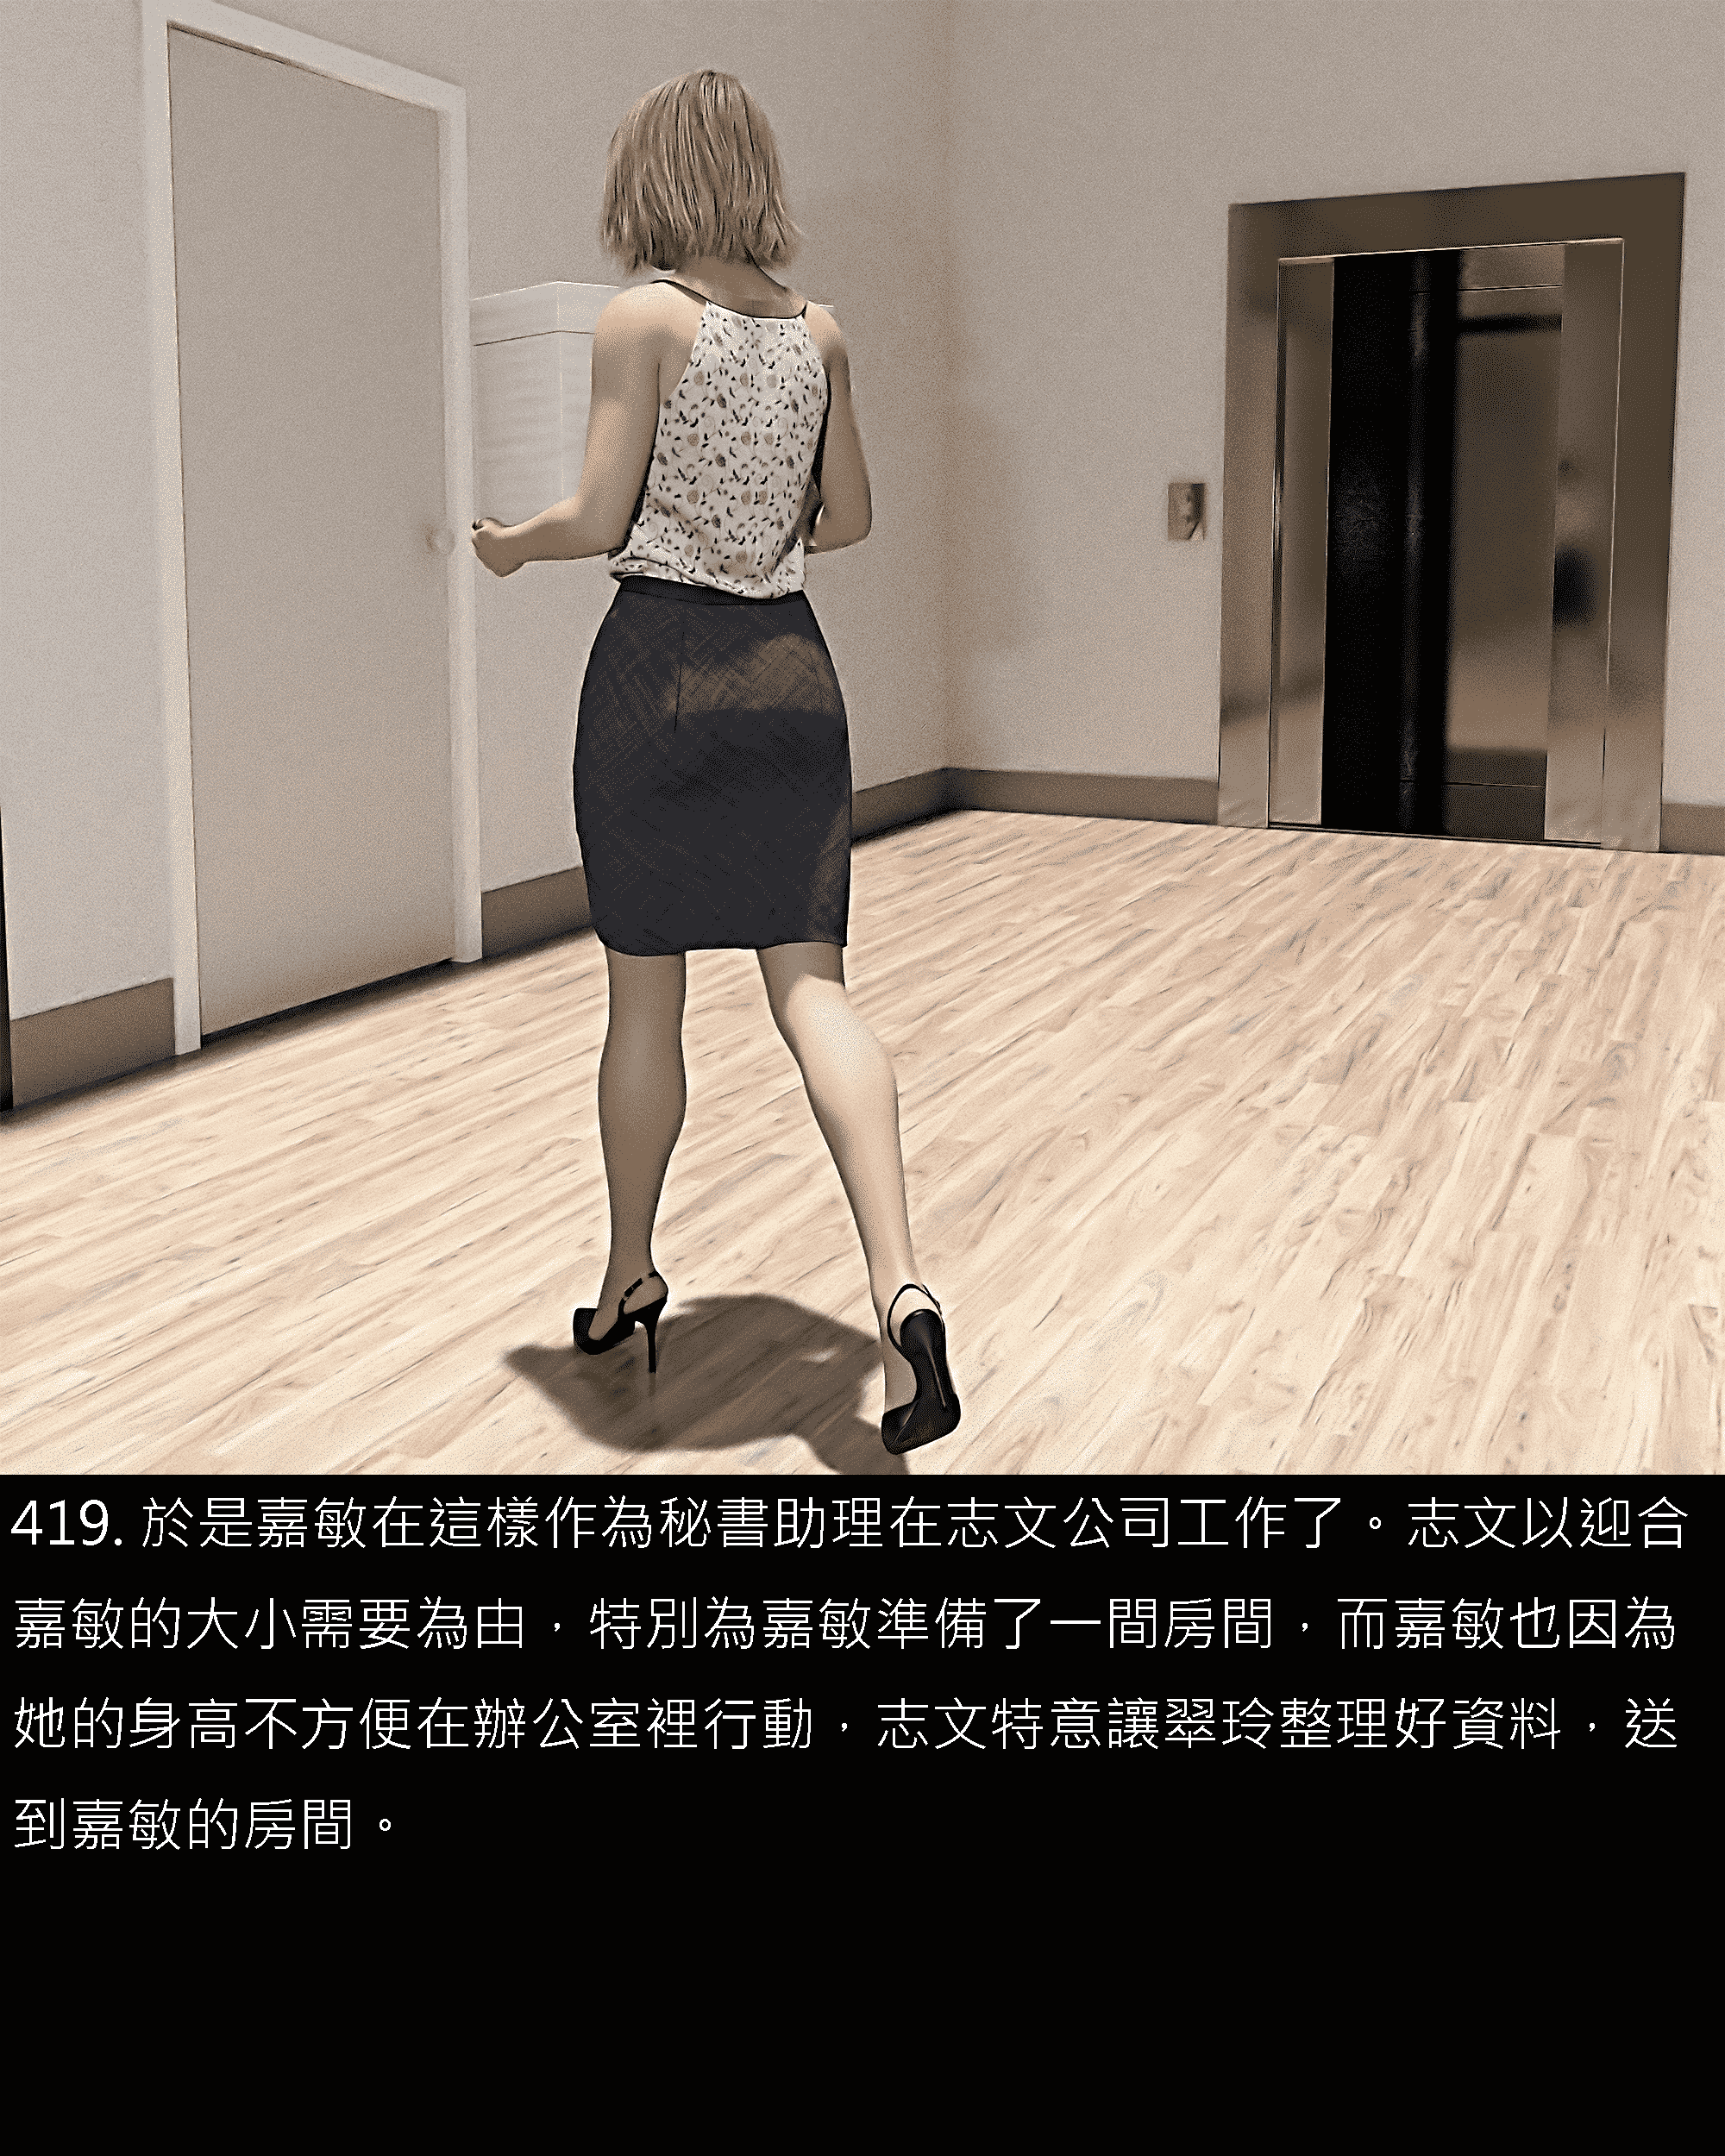 419. 於是嘉敏在這樣作為秘書助理在志文公司工作了。志文以迎合
嘉敏的大小需要為由，特別為嘉敏準備了一間房間，而嘉敏也因為
她的身高不方便在辦公室裡行動，志文特意讓翠玲整理好資料，送
到嘉敏的房間。